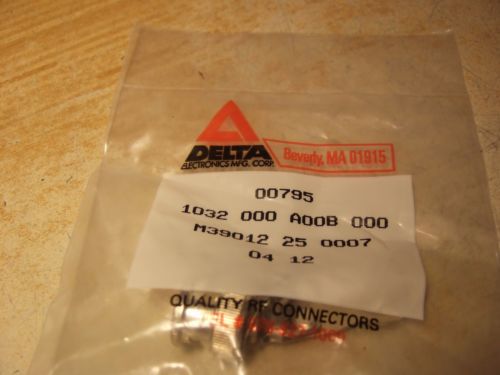 DELTA
ELECTRONICS MFG. CORP.
Beverly, MA 01915
00795
1032 000 A00B 000
M39012 25 0007
04 12
QUALITY RF CONNECTORS